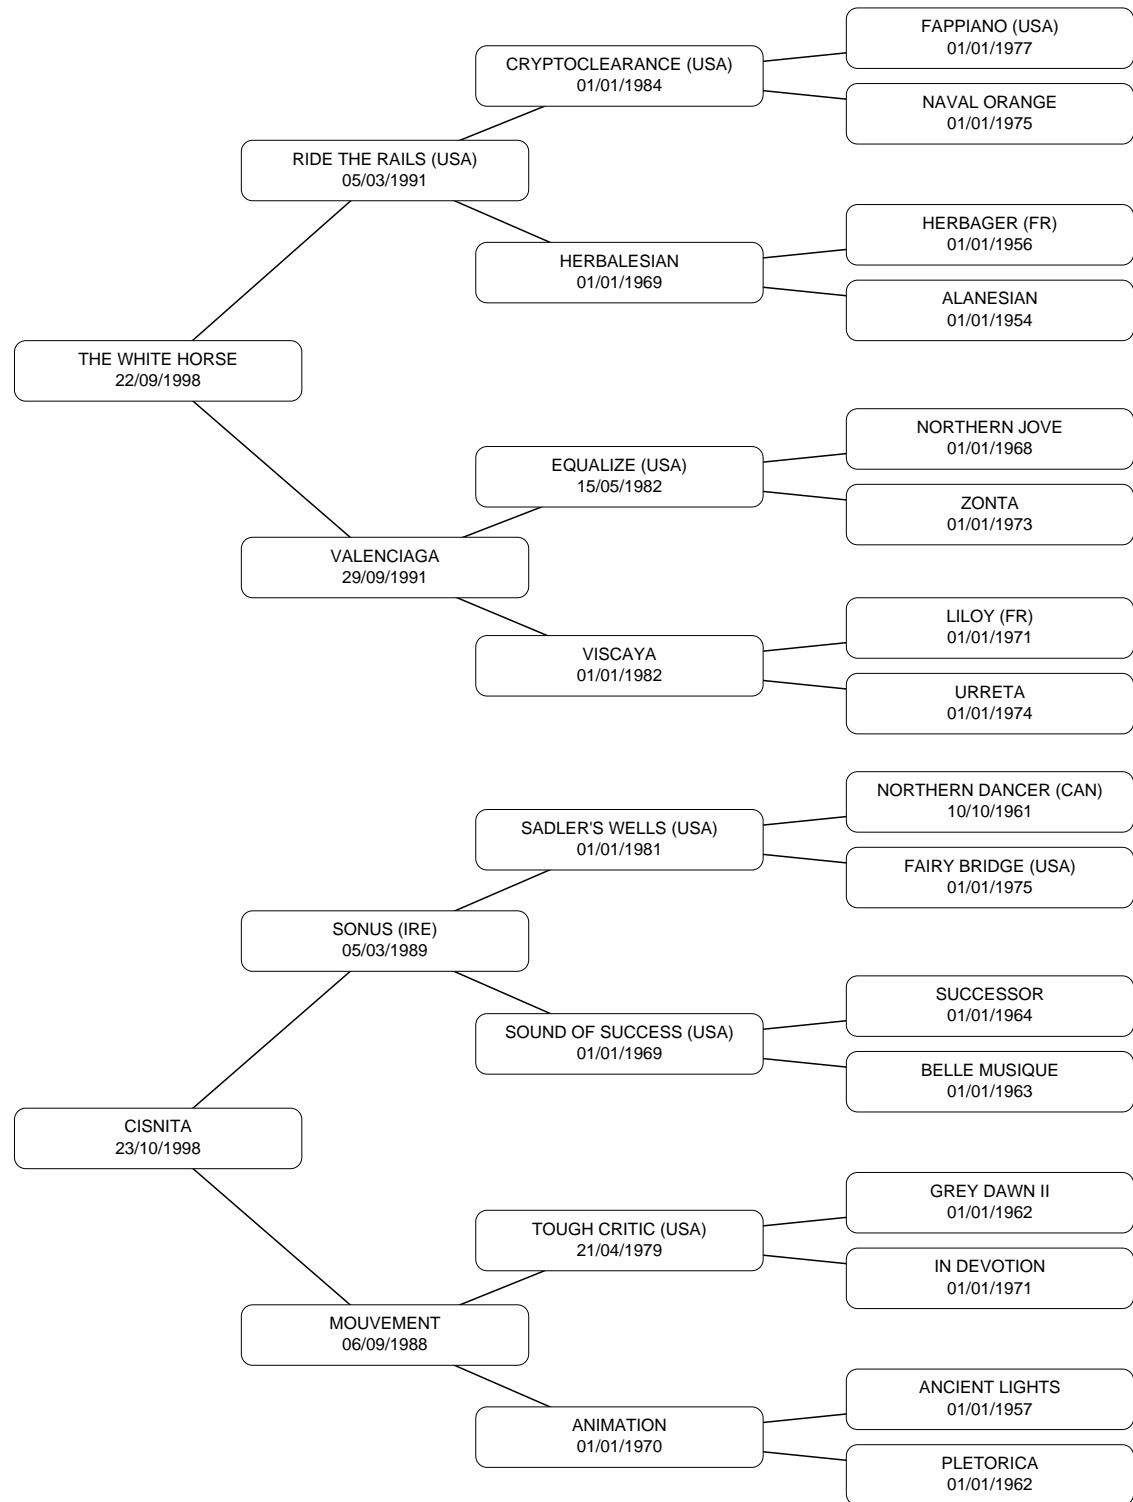 FAPPIANO (USA)
01/01/1977
CRYPTOCLEARANCE (USA)
01/01/1984
NAVAL ORANGE
01/01/1975
RIDE THE RAILS (USA)
05/03/1991
HERBAGER (FR)
01/01/1956
HERBALESIAN
01/01/1969
ALANESIAN
01/01/1954
THE WHITE HORSE
22/09/1998
NORTHERN JOVE
01/01/1968
EQUALIZE (USA)
15/05/1982
ZONTA
01/01/1973
VALENCIAGA
29/09/1991
LILOY (FR)
01/01/1971
VISCAYA
01/01/1982
URRETA
01/01/1974
NORTHERN DANCER (CAN)
10/10/1961
SADLER'S WELLS (USA)
01/01/1981
FAIRY BRIDGE (USA)
01/01/1975
SONUS (IRE)
05/03/1989
SUCCESSOR
01/01/1964
SOUND OF SUCCESS (USA)
01/01/1969
BELLE MUSIQUE
01/01/1963
CISNITA
23/10/1998
GREY DAWN II
01/01/1962
TOUGH CRITIC (USA)
21/04/1979
IN DEVOTION
01/01/1971
MOUVEMENT
06/09/1988
ANCIENT LIGHTS
01/01/1957
ANIMATION
01/01/1970
PLETORICA
01/01/1962